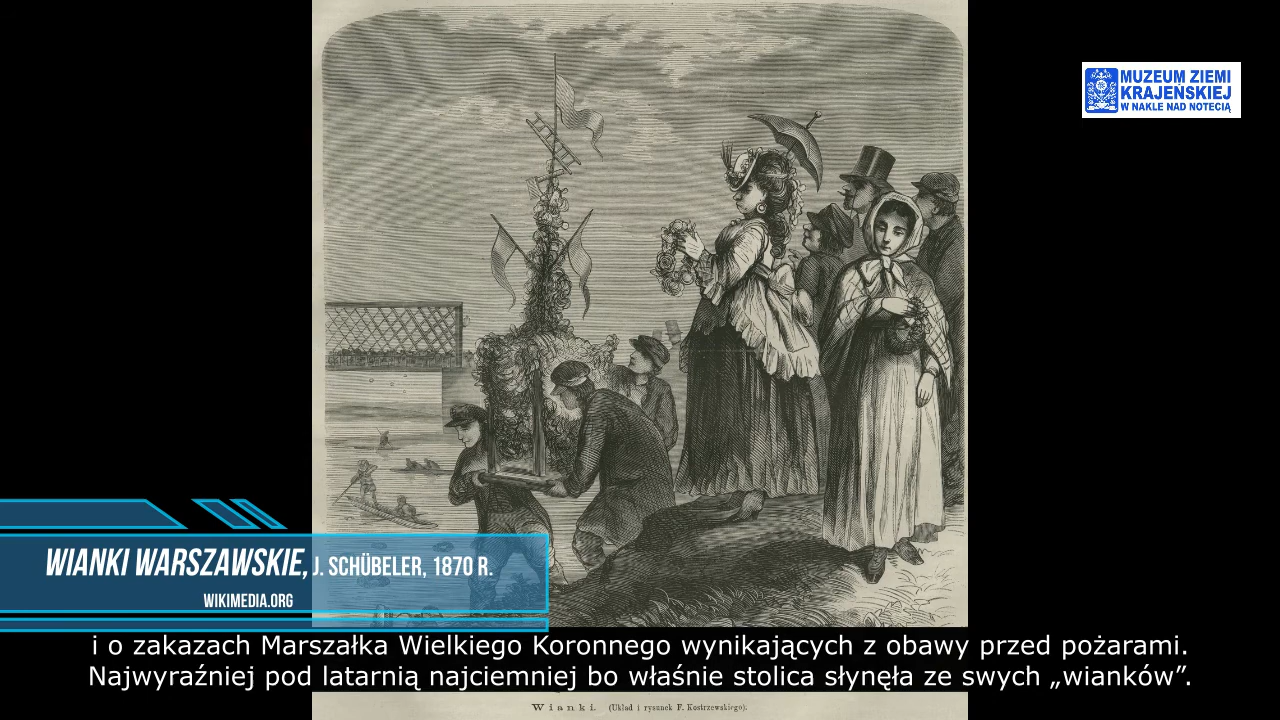 MUZEUM ZIEMI
KRAJEŃSKIEJ
W NAKLE NAD NOTECIĄ
WIANKI WARSZAWSKIE, J. SCHÜBELER, 1870 R.
WIKIMEDIA.ORG
i o zakazach Marszałka Wielkiego Koronnego wynikających z obawy przed pożarami.
Najwyraźniej pod latarnią najciemniej bo właśnie stolica słynęła ze swych „wianków”.
Wianki. (Układ i rysunek F. Kostrzewskiego).